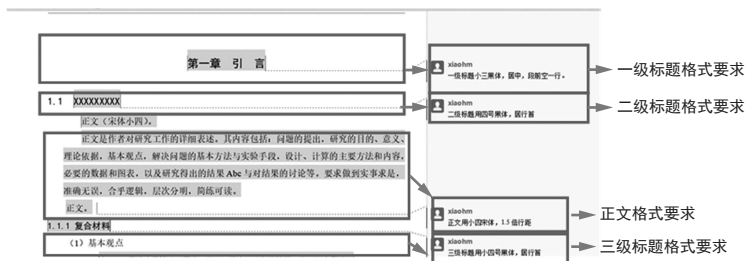 第一章 引 言
xiaohm
一级标题小三黑体，居中，段前空一行。
一级标题格式要求
1.1 XXXXXXXXX
xiaohm
二级标题用四号黑体，居行首
二级标题格式要求
正文（宋体小四）。
正文是作者对研究工作的详细表述。其内容包括：问题的提出，研究的目的、意义、
理论依据，基本观点，解决问题的基本方法与实验手段，设计、计算的主要方法和内容，
必要的数据和图表，以及研究得出的结果 Abc 与对结果的讨论等。要求做到实事求是，
准确无误，合乎逻辑，层次分明，简练可读。
正文。
xiaohm
正文用小四宋体，1.5 倍行距
正文格式要求
1.1.1 复合材料
xiaohm
三级标题用小四号黑体，居行首
三级标题格式要求
（1）基本观点